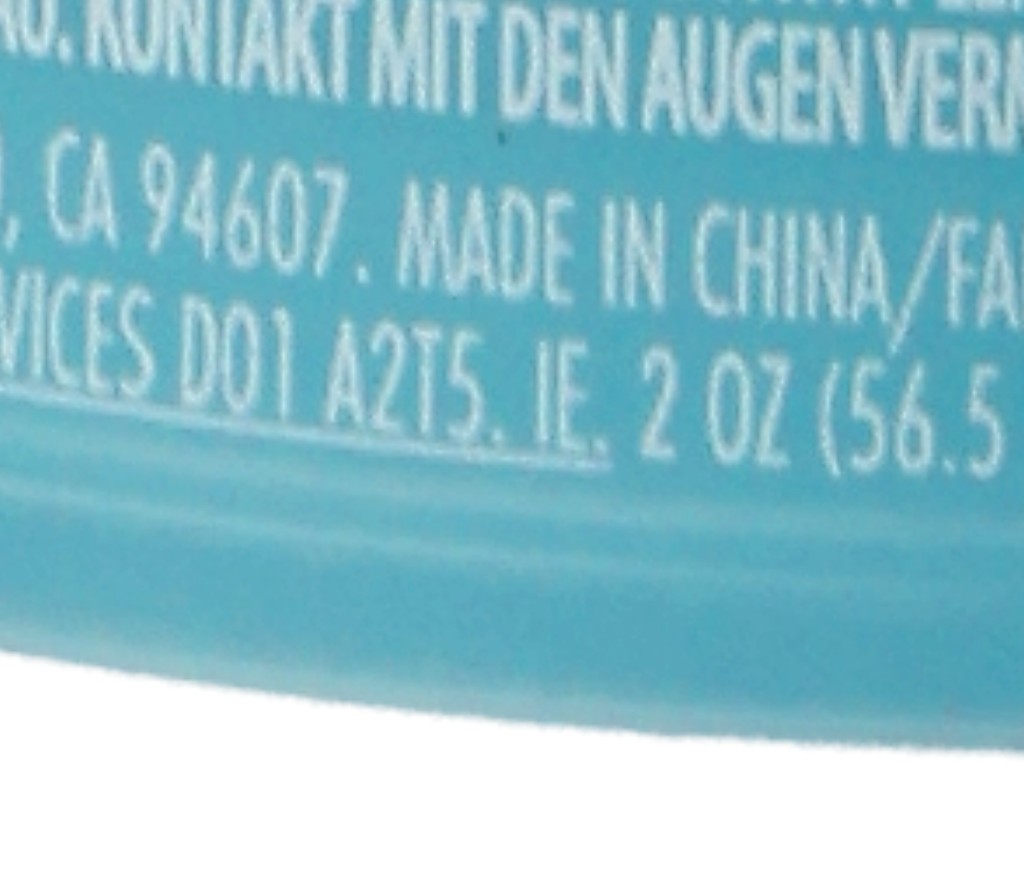 KONTAKT MIT DEN AUGEN
, CA 94607. MADE IN CHINA/
D01 A2T5. IE. 2 OZ (56.5